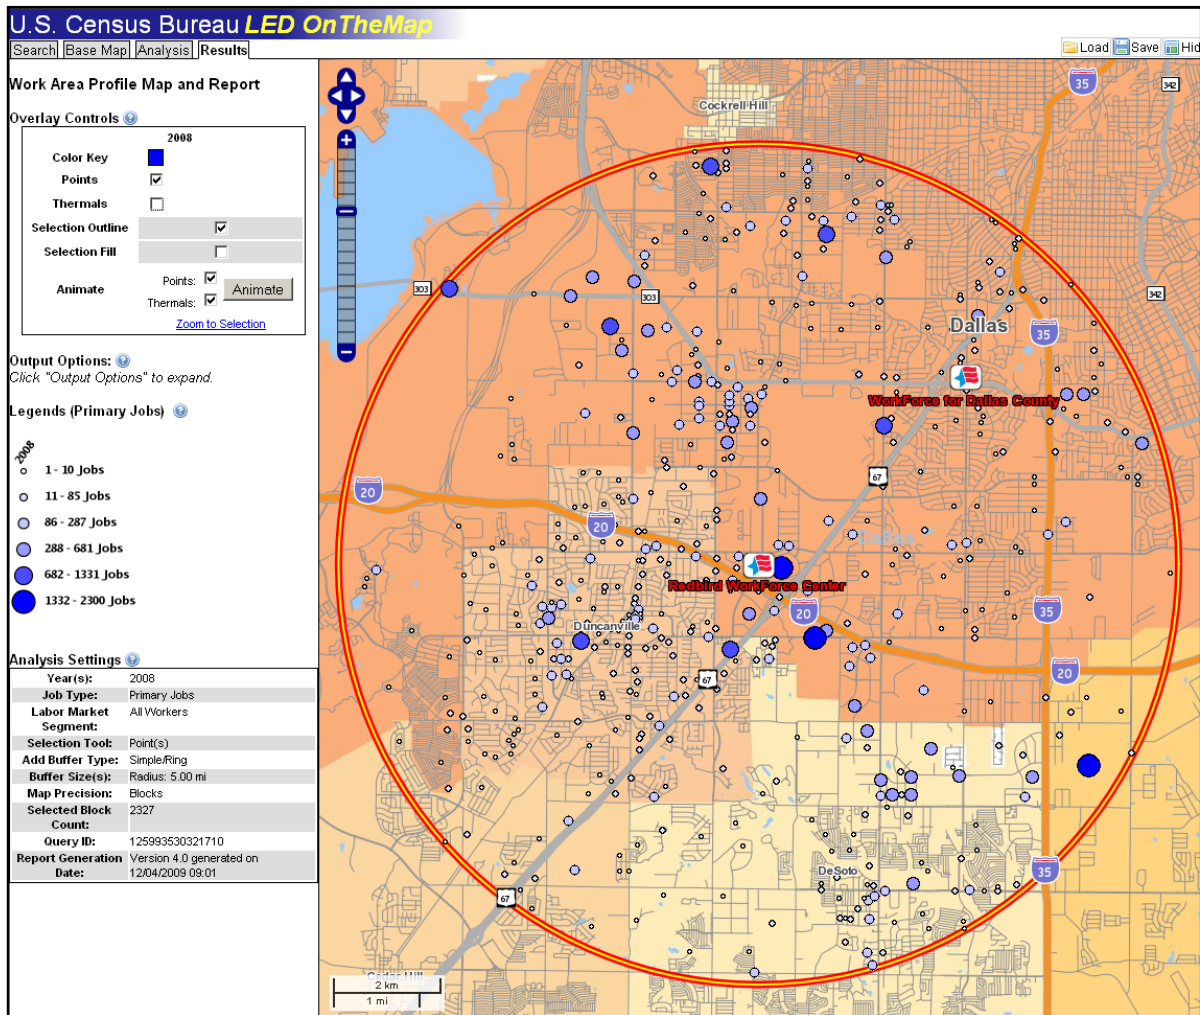 U.S. Census Bureau LED OnTheMap
Search Base Map Analysis Results
Load Save Hid
Work Area Profile Map and Report
Overlay Controls
2008
Color Key
Points
Thermals
Selection Outline
Selection Fill
Animate
Points:
Thermals:
Animate
Zoom to Selection
Output Options:
Click "Output Options" to expand.
Legends (Primary Jobs)
2008
1 - 10 Jobs
11 - 85 Jobs
86 - 287 Jobs
288 - 681 Jobs
682 - 1331 Jobs
1332 - 2300 Jobs
Analysis Settings
Year(s): 2008
Job Type: Primary Jobs
Labor Market Segment: All Workers
Selection Tool: Point(s)
Add Buffer Type: Simple/Ring
Buffer Size(s): Radius: 5.00 mi
Map Precision: Blocks
Selected Block Count: 2327
Query ID: 125993530321710
Report Generation Date: Version 4.0 generated on 12/04/2009 09:01
35
342
Cockrell Hill
303
303
342
Dallas
35
WorkForce for Dallas County
67
20
20
Dallas
Redbird WorkForce Center
20
35
Duncanville
67
20
DeSoto
35
67
Cedar Hill
2 km
1 mi